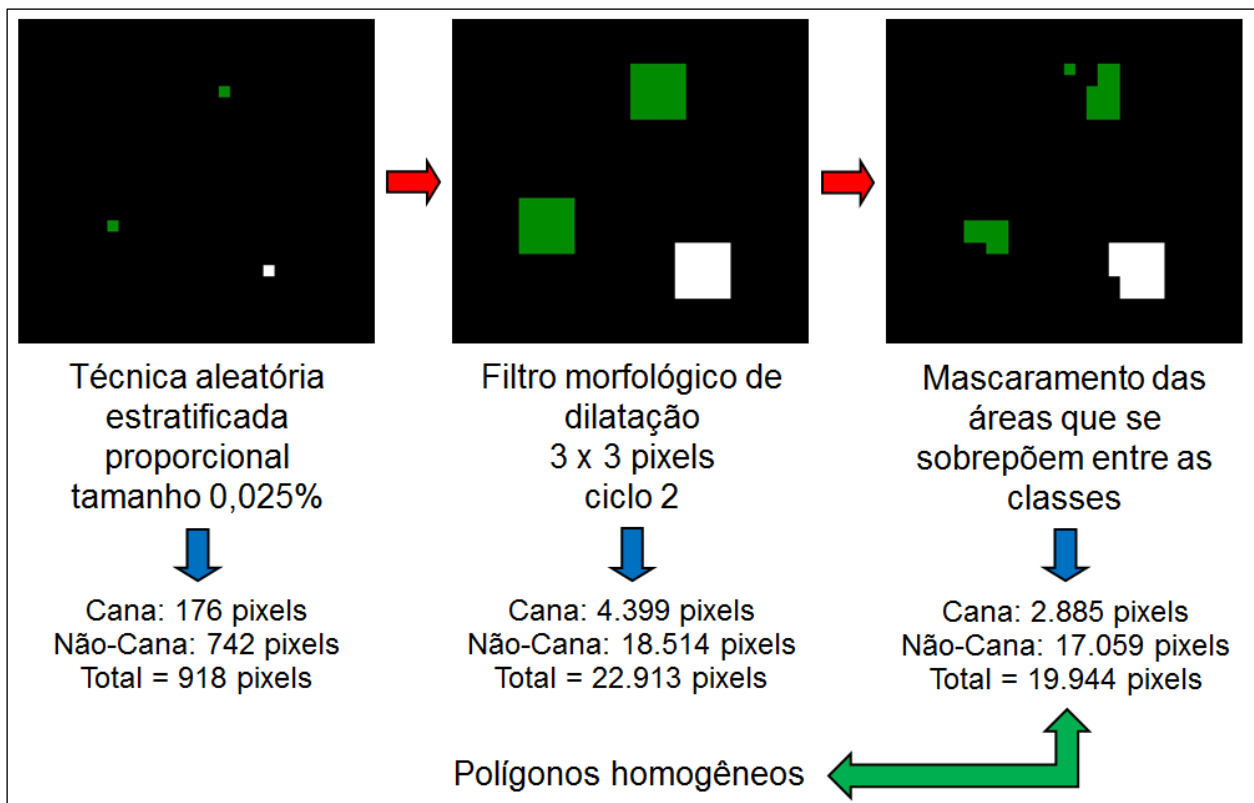 Técnica aleatória
estratificada
proporcional
tamanho 0,025%
Cana: 176 pixels
Não-Cana: 742 pixels
Total = 918 pixels
Filtro morfológico de
dilatação
3 x 3 pixels
ciclo 2
Cana: 4.399 pixels
Não-Cana: 18.514 pixels
Total = 22.913 pixels
Mascaramento das
áreas que se
sobrepõem entre as
classes
Cana: 2.885 pixels
Não-Cana: 17.059 pixels
Total = 19.944 pixels
Polígonos homogêneos